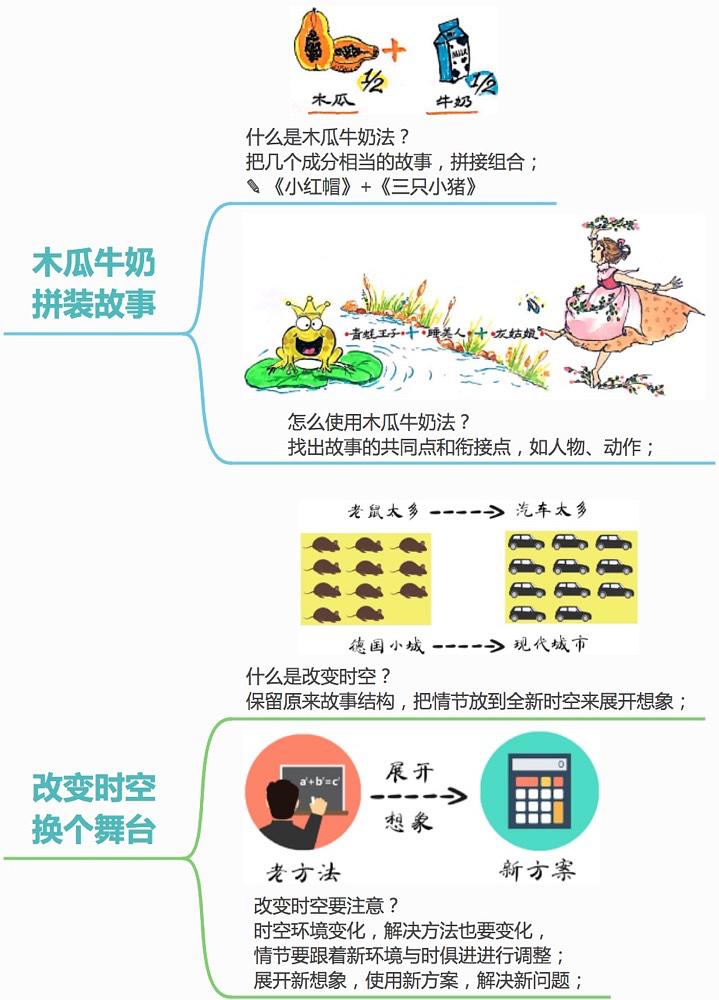 1/2
1/2
MILK
木瓜
牛奶
什么是木瓜牛奶法？
把几个成分相当的故事，拼接组合；
✎ 《小红帽》+《三只小猪》
木瓜牛奶
拼装故事
青蛙王子 + 睡美人 + 灰姑娘
怎么使用木瓜牛奶法？
找出故事的共同点和衔接点，如人物、动作；
老鼠太多
汽车太多
德国小城
现代城市
什么是改变时空？
保留原来故事结构，把情节放到全新时空来展开想象；
改变时空
换个舞台
a²+b²=c²
展开
想象
0
老方法
新方案
改变时空要注意？
时空环境变化，解决方法也要变化，
情节要跟着新环境与时俱进进行调整；
展开新想象，使用新方案，解决新问题；